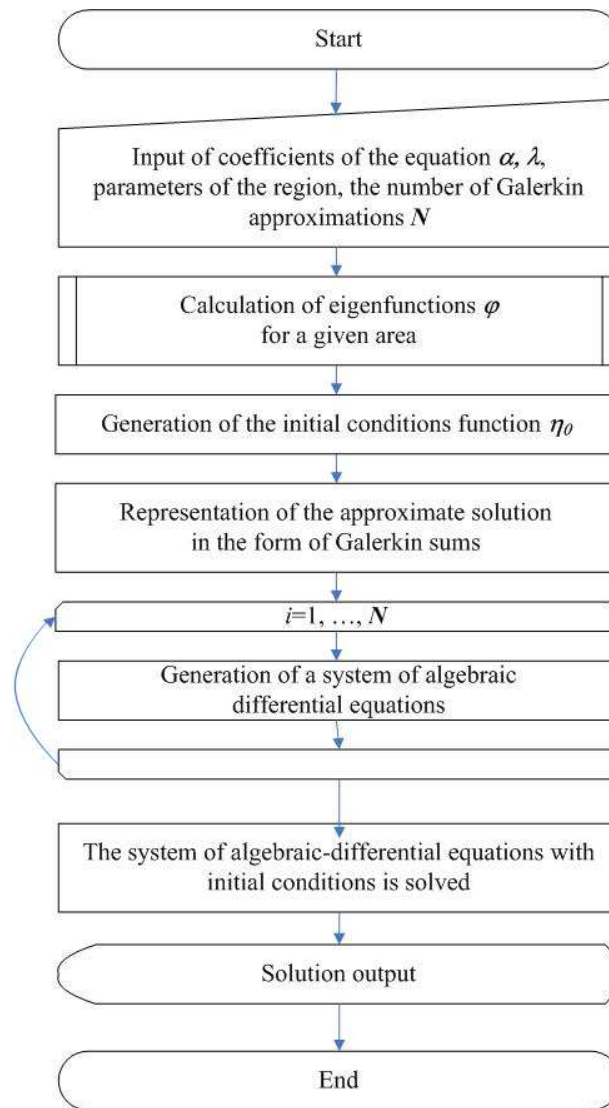 Start
Input of coefficients of the equation α, λ,
parameters of the region, the number of Galerkin
approximations N
Calculation of eigenfunctions φ
for a given area
Generation of the initial conditions function η₀
Representation of the approximate solution
in the form of Galerkin sums
i=1, …, N
Generation of a system of algebraic
differential equations
The system of algebraic-differential equations with
initial conditions is solved
Solution output
End